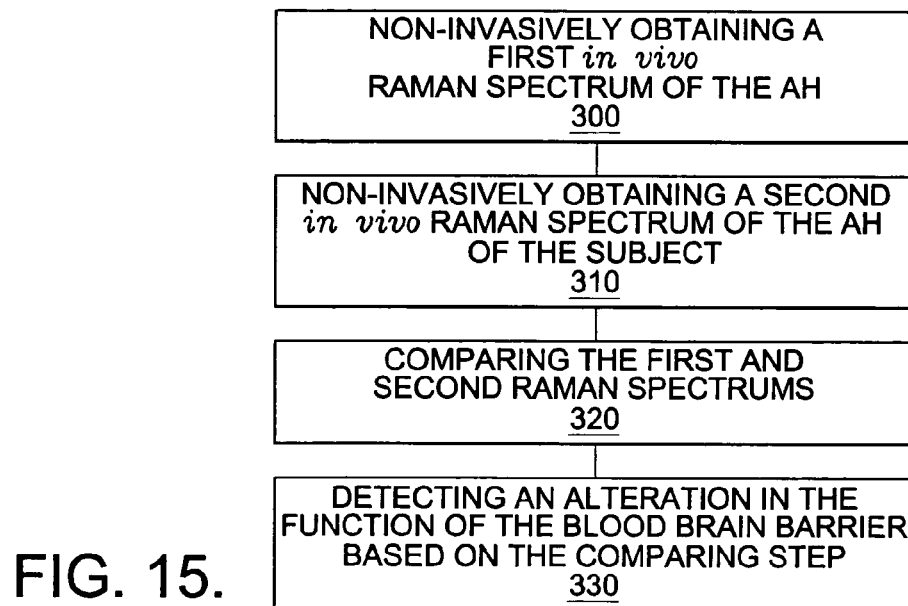 NON-INVASIVELY OBTAINING A
FIRST in vivo
RAMAN SPECTRUM OF THE AH
300
NON-INVASIVELY OBTAINING A SECOND
in vivo RAMAN SPECTRUM OF THE AH
OF THE SUBJECT
310
COMPARING THE FIRST AND
SECOND RAMAN SPECTRUMS
320
DETECTING AN ALTERATION IN THE
FUNCTION OF THE BLOOD BRAIN BARRIER
BASED ON THE COMPARING STEP
330
FIG. 15.